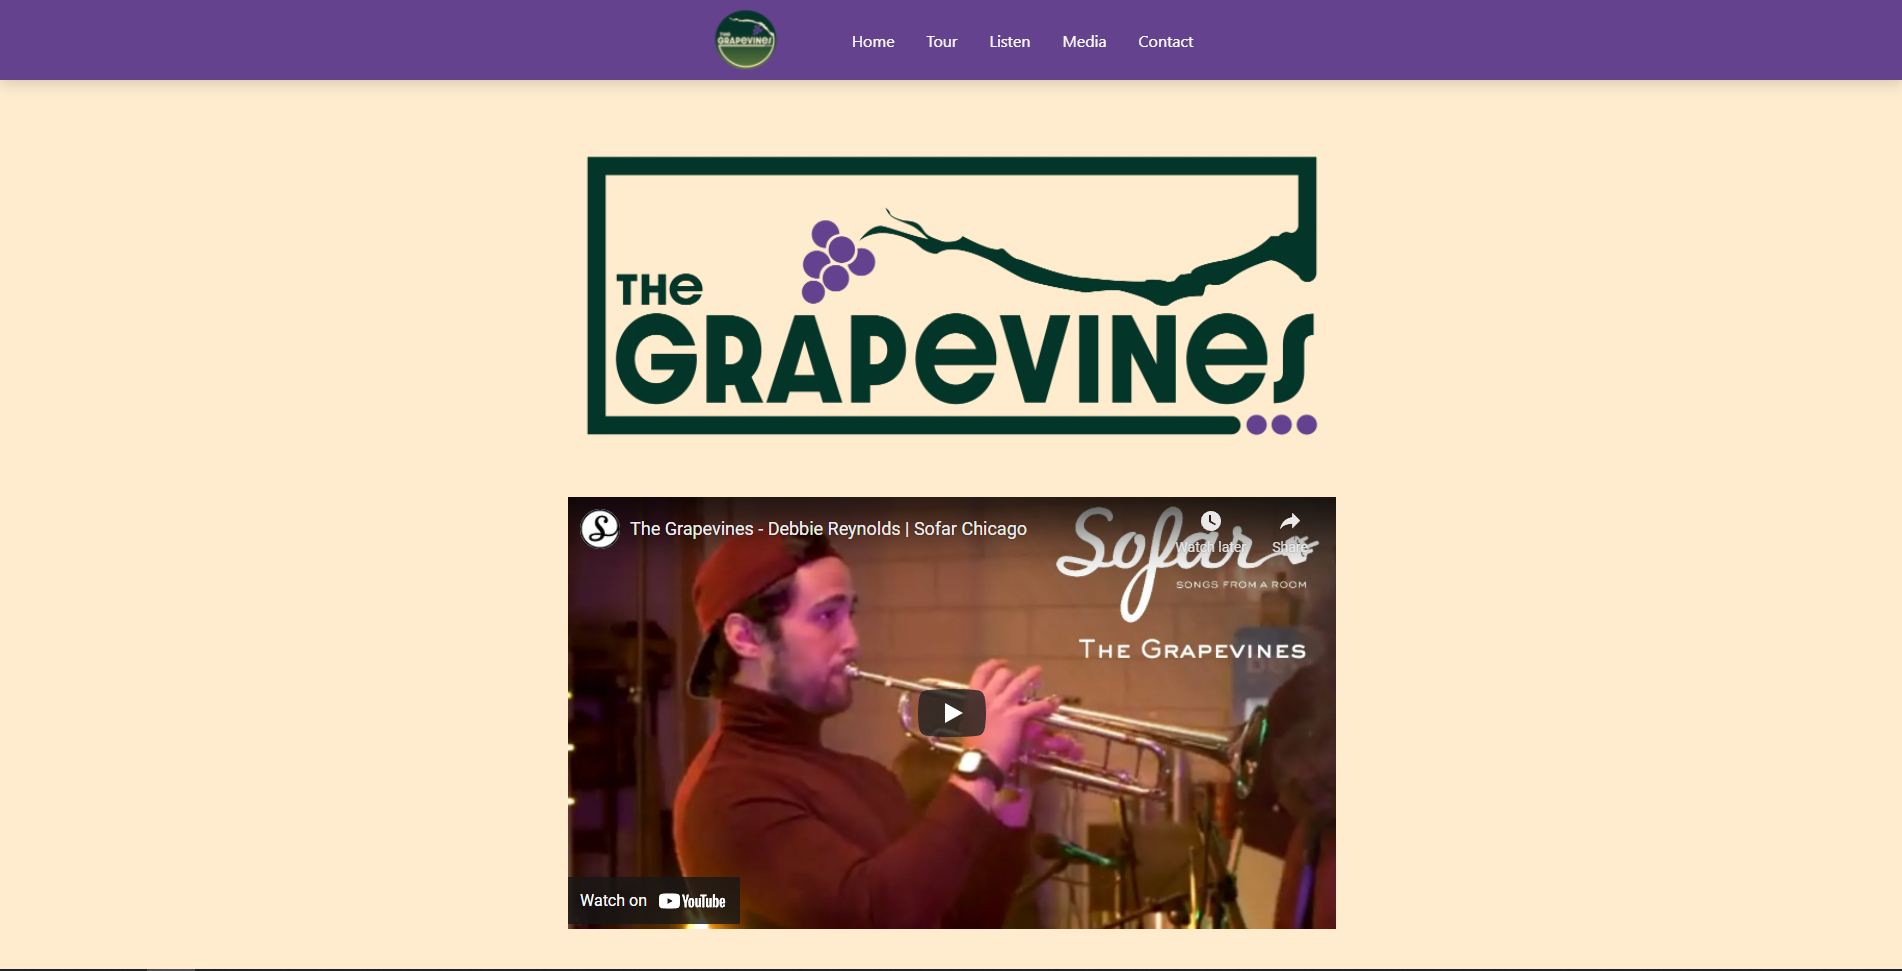 THE GRAPEVINES
Home
Tour
Listen
Media
Contact
THE
GRAPEVINES
The Grapevines - Debbie Reynolds | Sofar Chicago
Watch later
Share
Sofar
SONGS FROM A ROOM
THE GRAPEVINES
Watch on YouTube